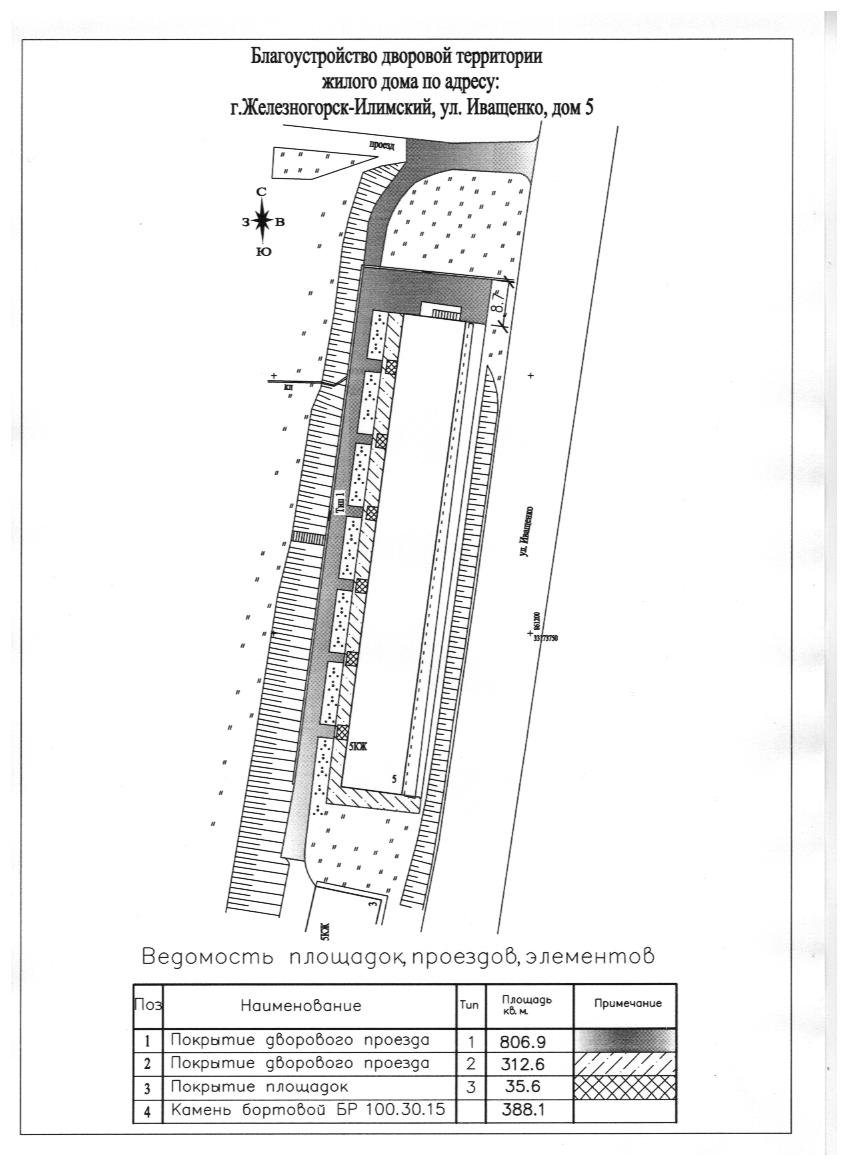 Благоустройство дворовой территории
жилого дома по адресу:
г.Железногорск-Илимский, ул. Иващенко, дом 5
проезд
С
З В
Ю
8.7
кл
Тип 1
ул. Иващенко
861200
33773750
5КЖ
5
3
5КЖ
Ведомость площадок, проездов, элементов
Поз Наименование Тип Площадь кв. м. Примечание
1 Покрытие дворового проезда 1 806.9
2 Покрытие дворового проезда 2 312.6
3 Покрытие площадок 3 35.6
4 Камень бортовой БР 100.30.15 388.1